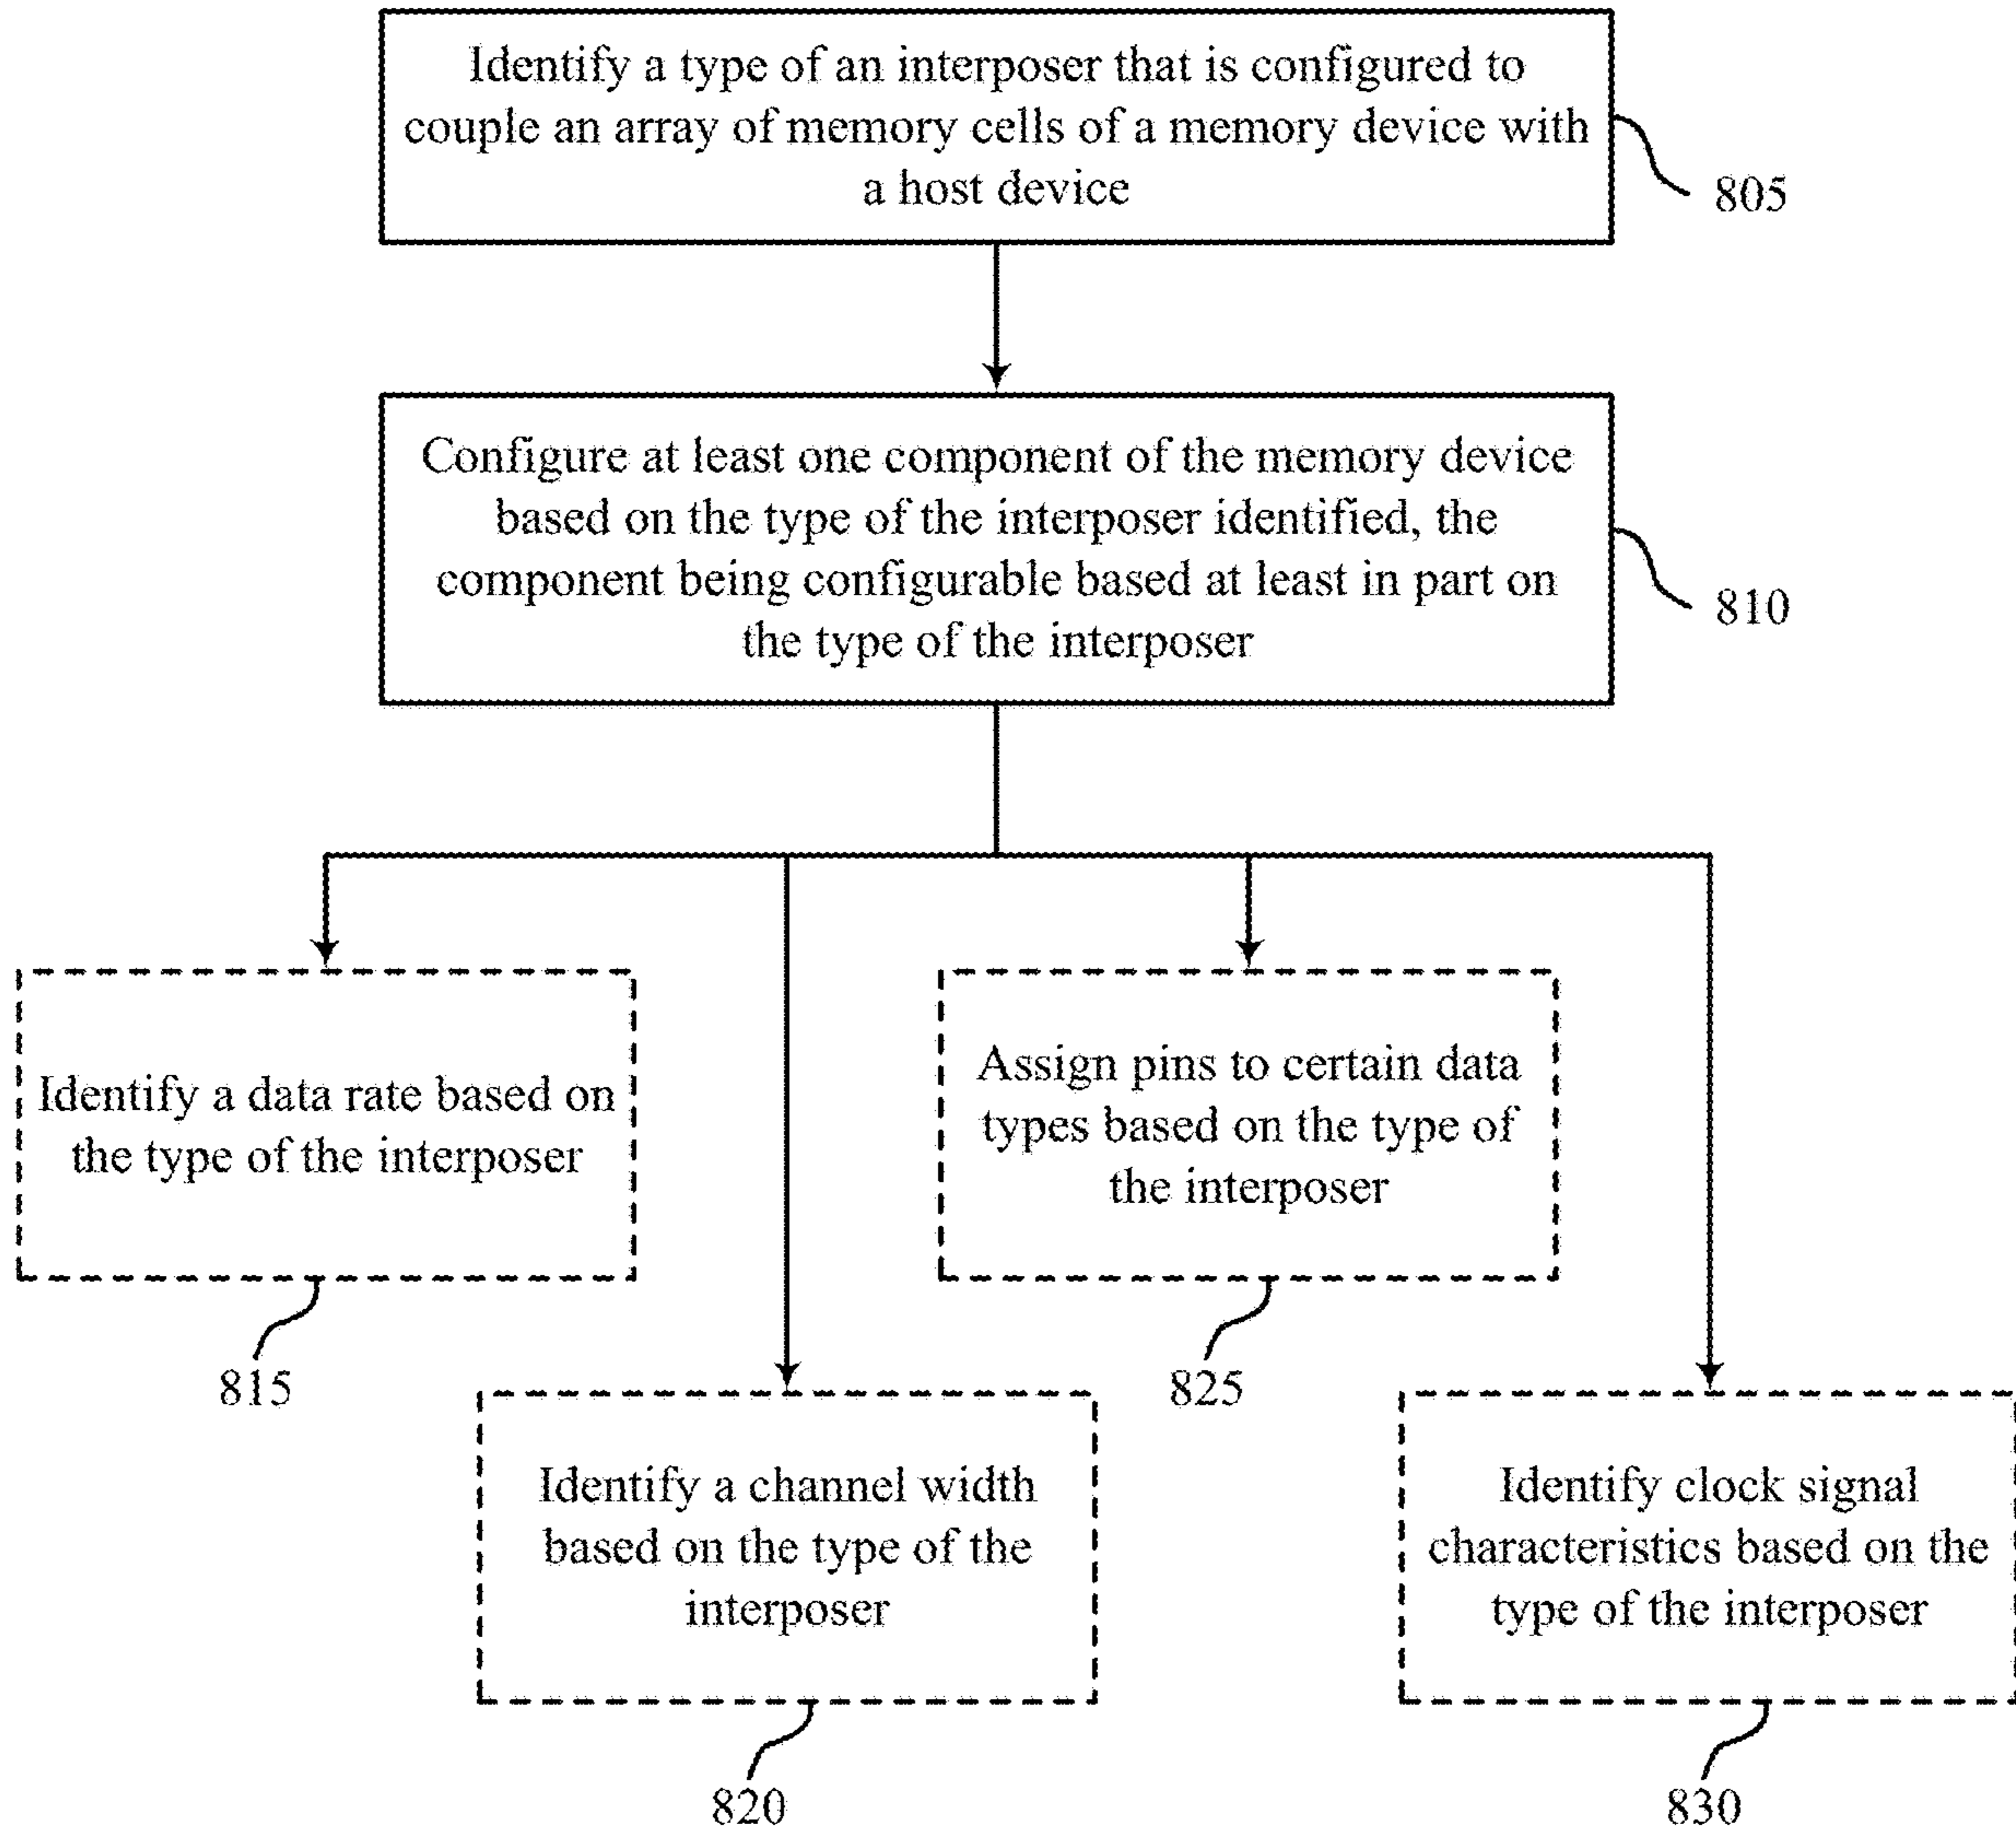 Identify a type of an interposer that is configured to
couple an array of memory cells of a memory device with
a host device
805
Configure at least one component of the memory device
based on the type of the interposer identified, the
component being configurable based at least in part on
the type of the interposer
810
Identify a data rate based on
the type of the interposer
815
Assign pins to certain data
types based on the type of
the interposer
825
Identify a channel width
based on the type of the
interposer
820
Identify clock signal
characteristics based on the
type of the interposer
830